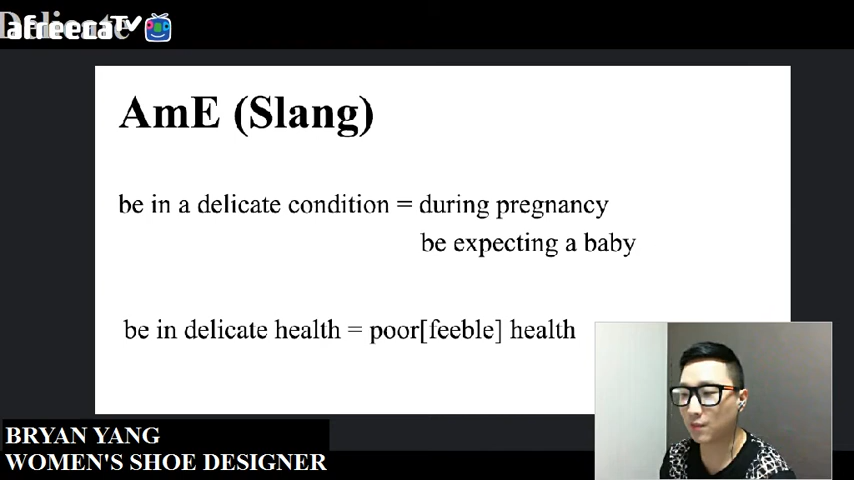 Delicate
afreecaTV
AmE (Slang)
be in a delicate condition = during pregnancy
be expecting a baby
be in delicate health = poor[feeble] health
BRYAN YANG
WOMEN'S SHOE DESIGNER